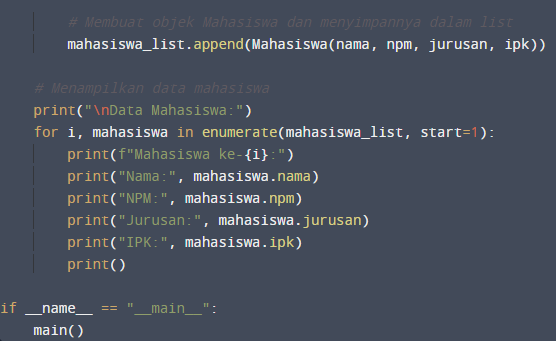 # Membuat objek Mahasiswa dan menyimpannya dalam list
mahasiswa_list.append(Mahasiswa(nama, npm, jurusan, ipk))
# Menampilkan data mahasiswa
print("\nData Mahasiswa:")
for i, mahasiswa in enumerate(mahasiswa_list, start=1):
print(f"Mahasiswa ke-{i}:")
print("Nama:", mahasiswa.nama)
print("NPM:", mahasiswa.npm)
print("Jurusan:", mahasiswa.jurusan)
print("IPK:", mahasiswa.ipk)
print()
if __name__ == "__main__":
main()